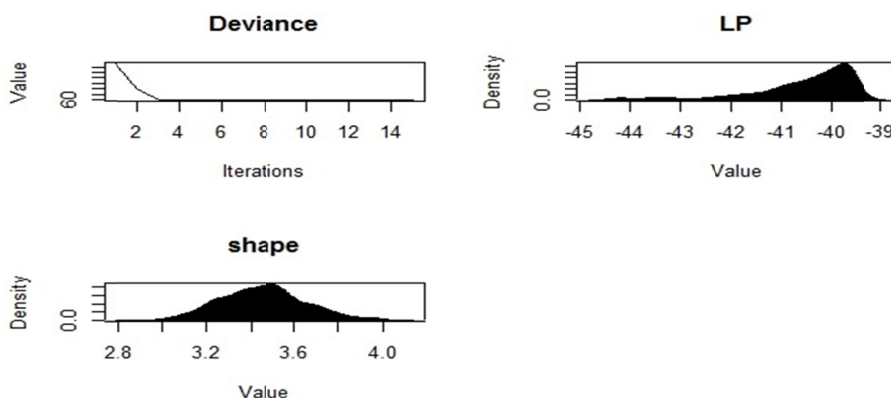 Deviance
Value
60
2 4 6 8 10 12 14
Iterations
LP
Density
0.0
-45 -44 -43 -42 -41 -40 -39
Value
shape
Density
0.0
2.8 3.2 3.6 4.0
Value